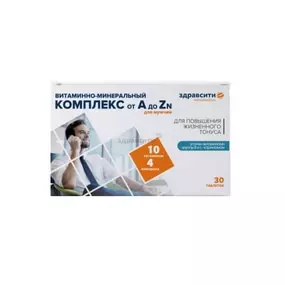 ВИТАМИННО-МИНЕРАЛЬНЫЙ
КОМПЛЕКС от А до ZN
для мужчин
здравсити
ДЛЯ ПОВЫШЕНИЯ
ЖИЗНЕННОГО
ТОНУСА
10
4
30 таблеток